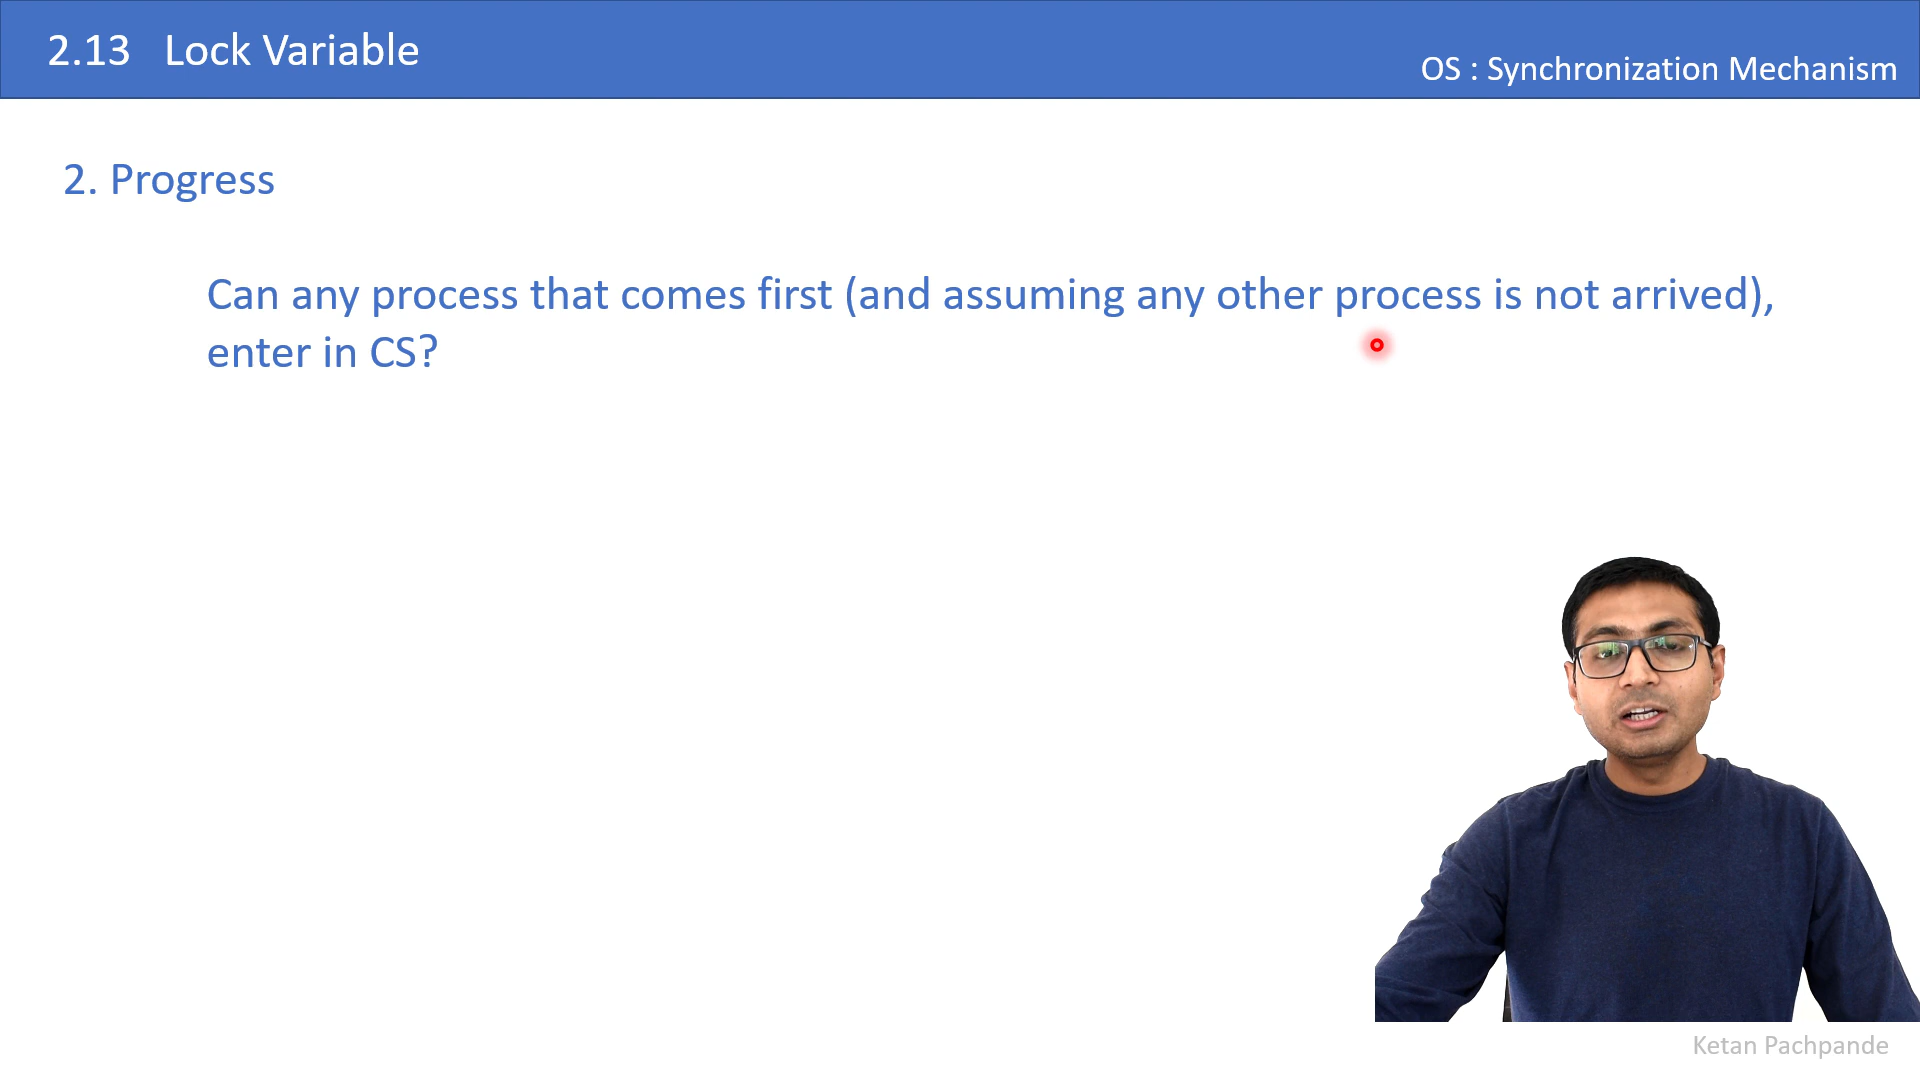 2.13 Lock Variable
OS : Synchronization Mechanism
2. Progress
Can any process that comes first (and assuming any other process is not arrived),
enter in CS?
Ketan Pachpande